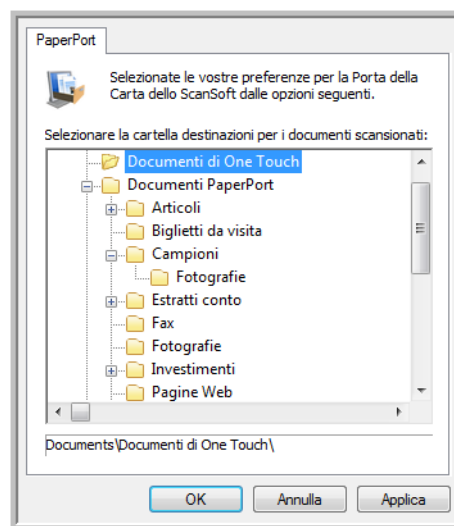 PaperPort
Selezionate le vostre preferenze per la Porta della
Carta dello ScanSoft dalle opzioni seguenti.
Selezionare la cartella destinazioni per i documenti scansionati:
Documenti di One Touch
Documenti PaperPort
Articoli
Biglietti da visita
Campioni
Fotografie
Estratti conto
Fax
Fotografie
Investimenti
Pagine Web
Documents\Documenti di One Touch\
OK Annulla Applica